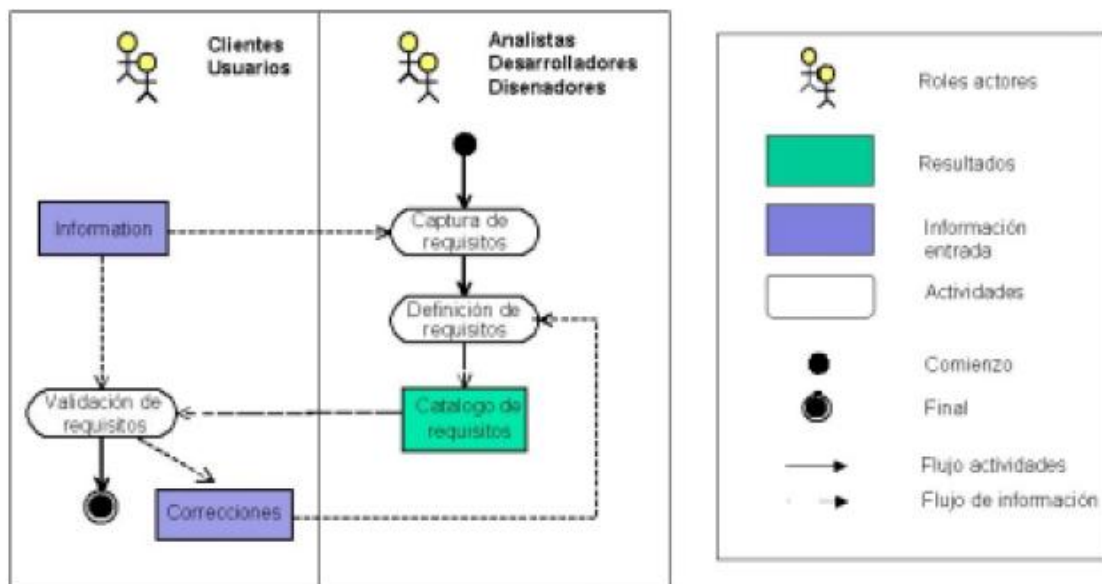 Clientes
Usuarios
Analistas
Desarrolladores
Disenadores
Information
Captura de
requisitos
Definición de
requisitos
Validación de
requisitos
Catalogo de
requisitos
Correcciones
Roles actores
Resultados
Información
entrada
Actividades
Comienzo
Final
Flujo actividades
Flujo de información